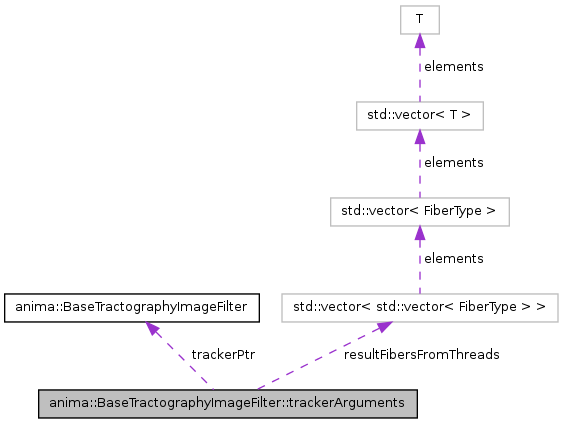 T
elements
std::vector< T >
elements
std::vector< FiberType >
elements
anima::BaseTractographyImageFilter
std::vector< std::vector< FiberType > >
trackerPtr
resultFibersFromThreads
anima::BaseTractographyImageFilter::trackerArguments